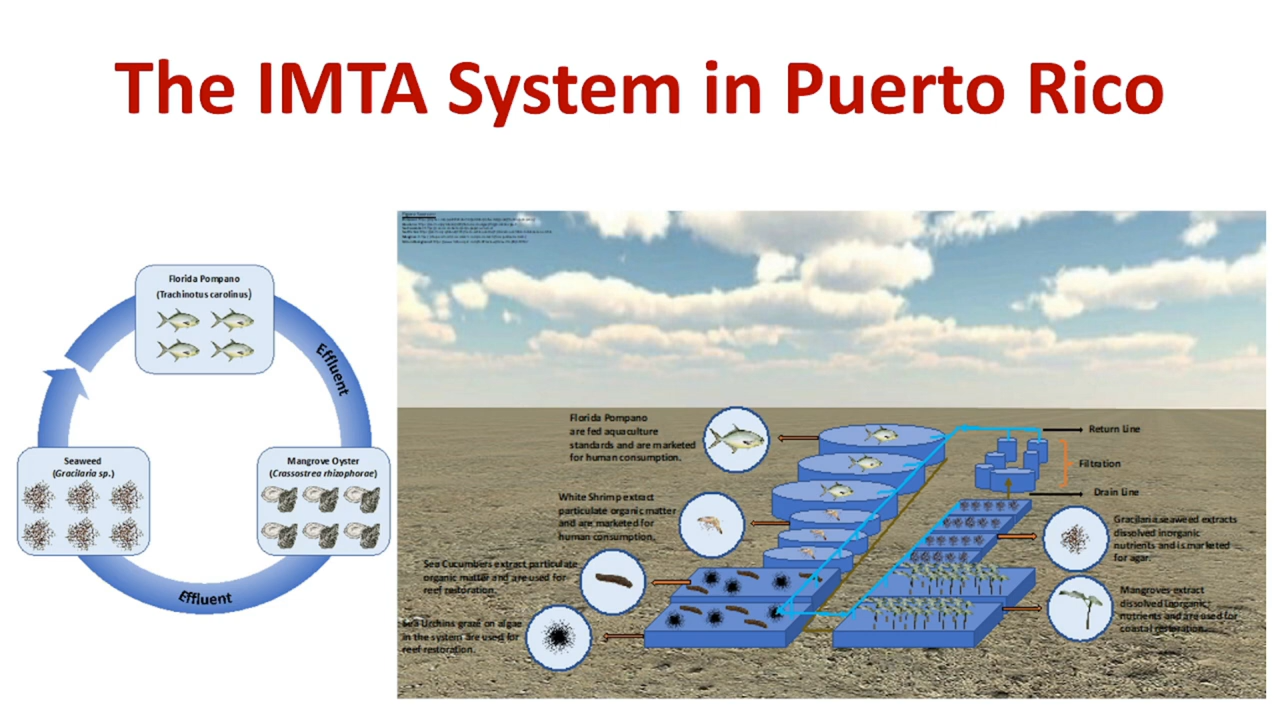 The IMTA System in Puerto Rico
Florida Pompano
(Trachinotus carolinus)
Effluent
Seaweed
(Gracilaria sp.)
Mangrove Oyster
(Crassostrea rhizophorae)
Effluent
Florida Pompano
are fed aquaculture
standards and are marketed
for human consumption.
White Shrimp extract
particulate organic matter
and are marketed for
human consumption.
Sea Cucumbers extract particulate
organic matter and are used for
reef restoration.
Sea Urchins graze on algae
in the system are used for
reef restoration.
Return Line
Filtration
Drain Line
Gracilaria seaweed extracts
dissolved inorganic
nutrients and is marketed
for agar.
Mangroves extract
dissolved inorganic
nutrients and are used for
coastal restoration.